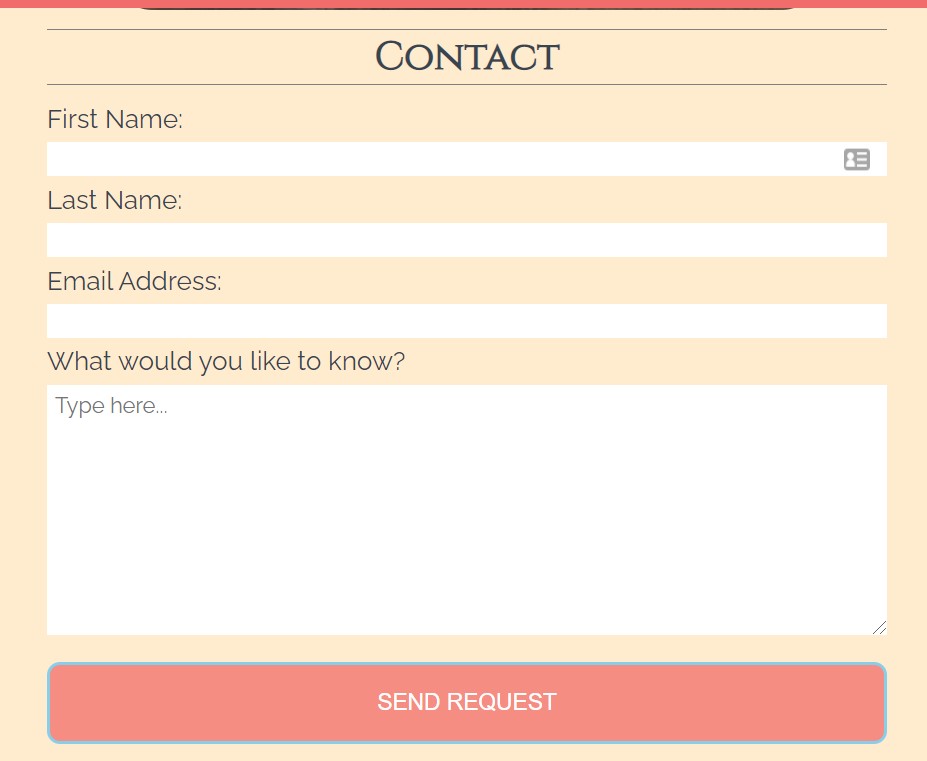 Contact
First Name:
Last Name:
Email Address:
What would you like to know?
Type here...
SEND REQUEST